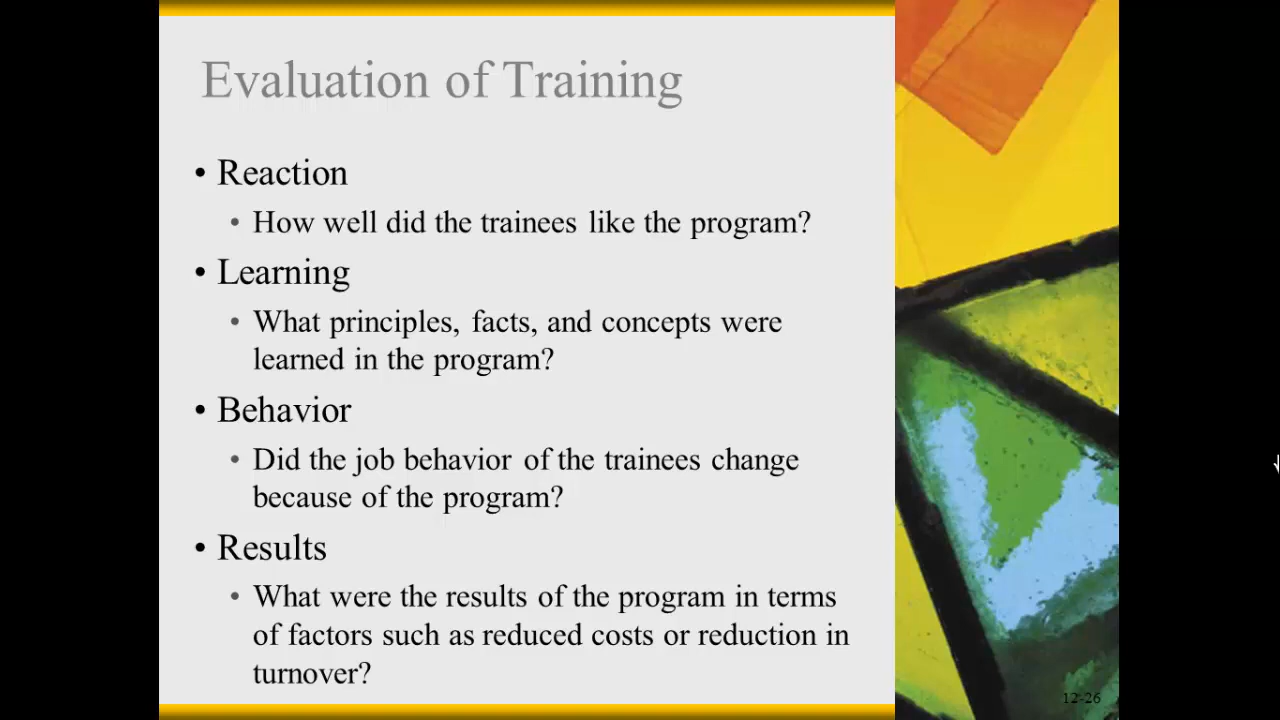 Evaluation of Training
• Reaction
• How well did the trainees like the program?
• Learning
• What principles, facts, and concepts were
learned in the program?
• Behavior
• Did the job behavior of the trainees change
because of the program?
• Results
• What were the results of the program in terms
of factors such as reduced costs or reduction in
turnover?
12-26